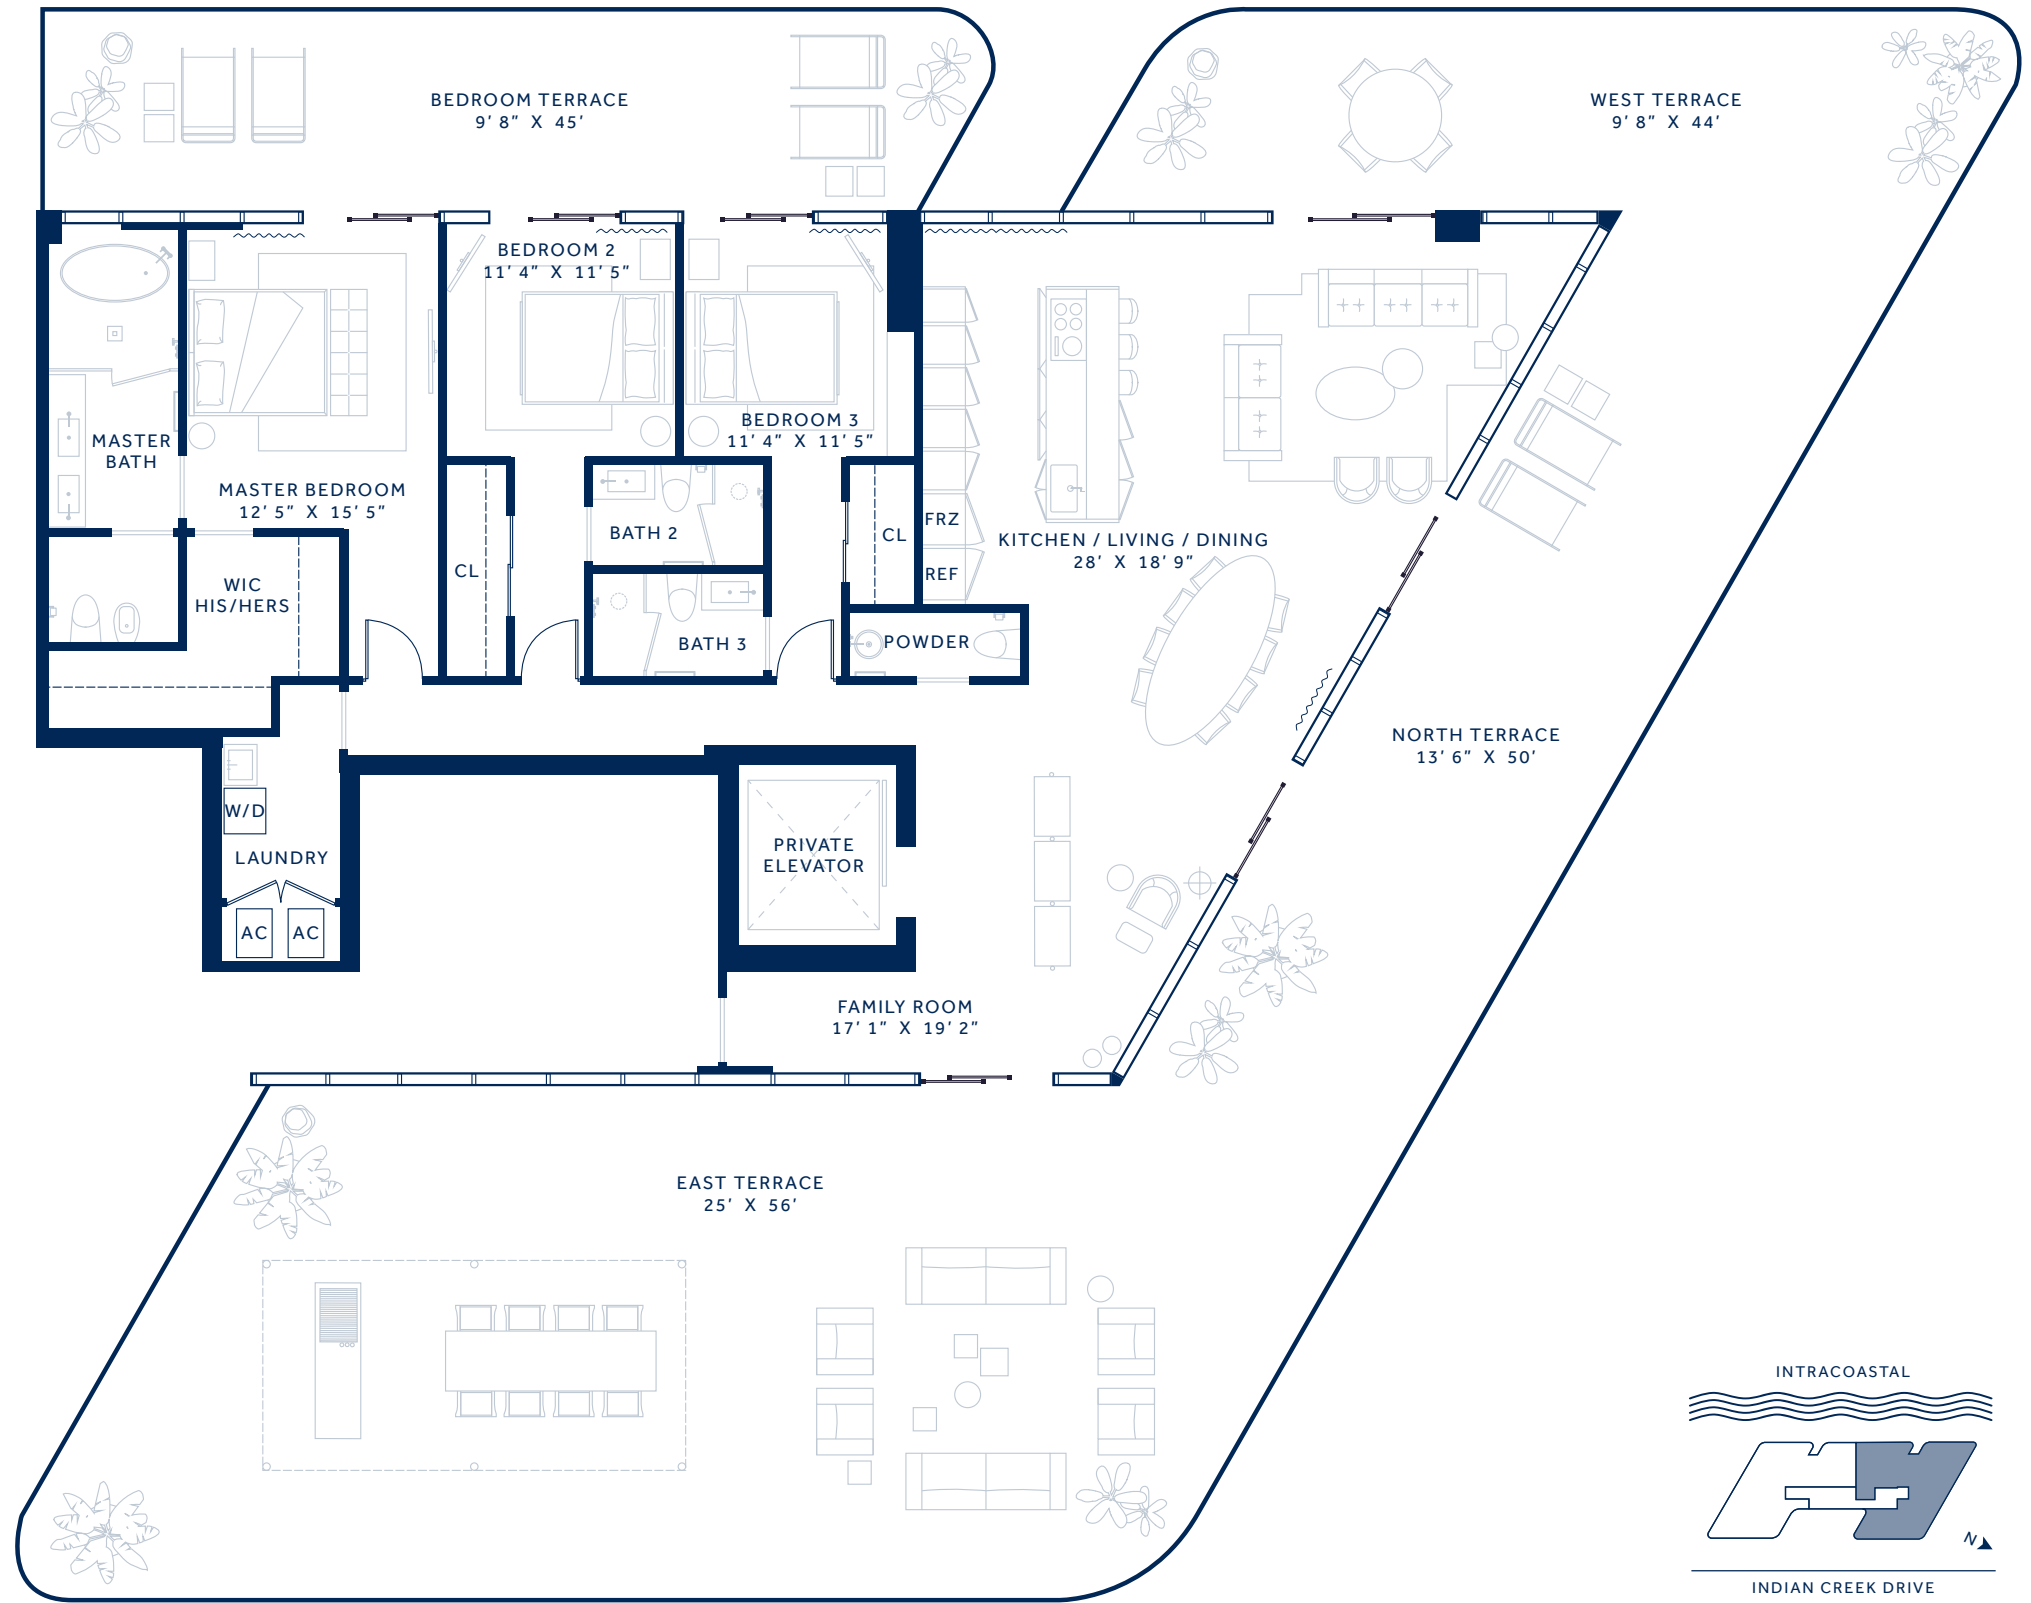 BEDROOM TERRACE
9’ 8” X 45’
WEST TERRACE
9’ 8” X 44’
BEDROOM 2
11’ 4” X 11’ 5”
BEDROOM 3
11’ 4” X 11’ 5”
MASTER
BATH
MASTER BEDROOM
12’ 5” X 15’ 5”
BATH 2
CL
FRZ
KITCHEN / LIVING / DINING
28’ X 18’ 9”
CL
REF
WIC
HIS/HERS
BATH 3
POWDER
NORTH TERRACE
13’ 6” X 50’
W/D
LAUNDRY
PRIVATE
ELEVATOR
AC
AC
FAMILY ROOM
17’ 1” X 19’ 2”
EAST TERRACE
25’ X 56’
INTRACOASTAL
N
INDIAN CREEK DRIVE